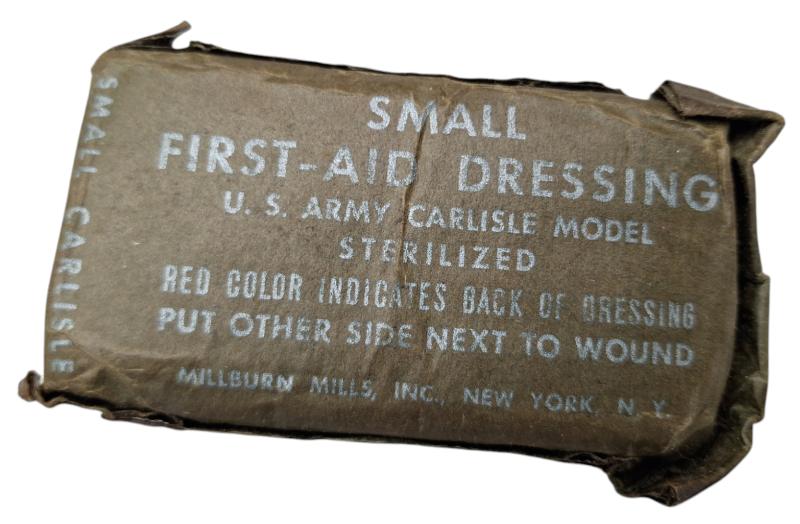 SMALL
FIRST-AID DRESSING
U. S. ARMY CARLISLE MODEL
STERILIZED
RED COLOR INDICATES BACK OF DRESSING
PUT OTHER SIDE NEXT TO WOUND
MILLBURN MILLS, INC., NEW YORK, N. Y.
SMALL CARLISLE